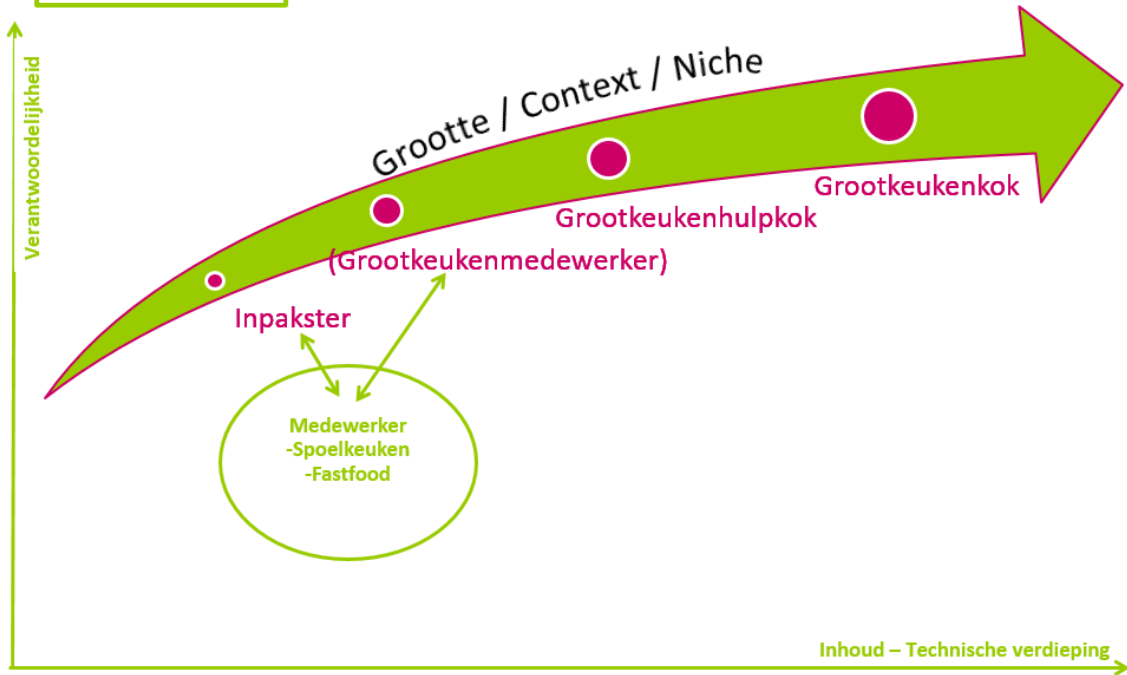 Verantwoordelijkheid
Grootte / Context / Niche
Grootkeukenkok
Grootkeukenhulpkok
(Grootkeukenmedewerker)
Inpakster
Medewerker
-Spoelkeuken
-Fastfood
Inhoud – Technische verdieping